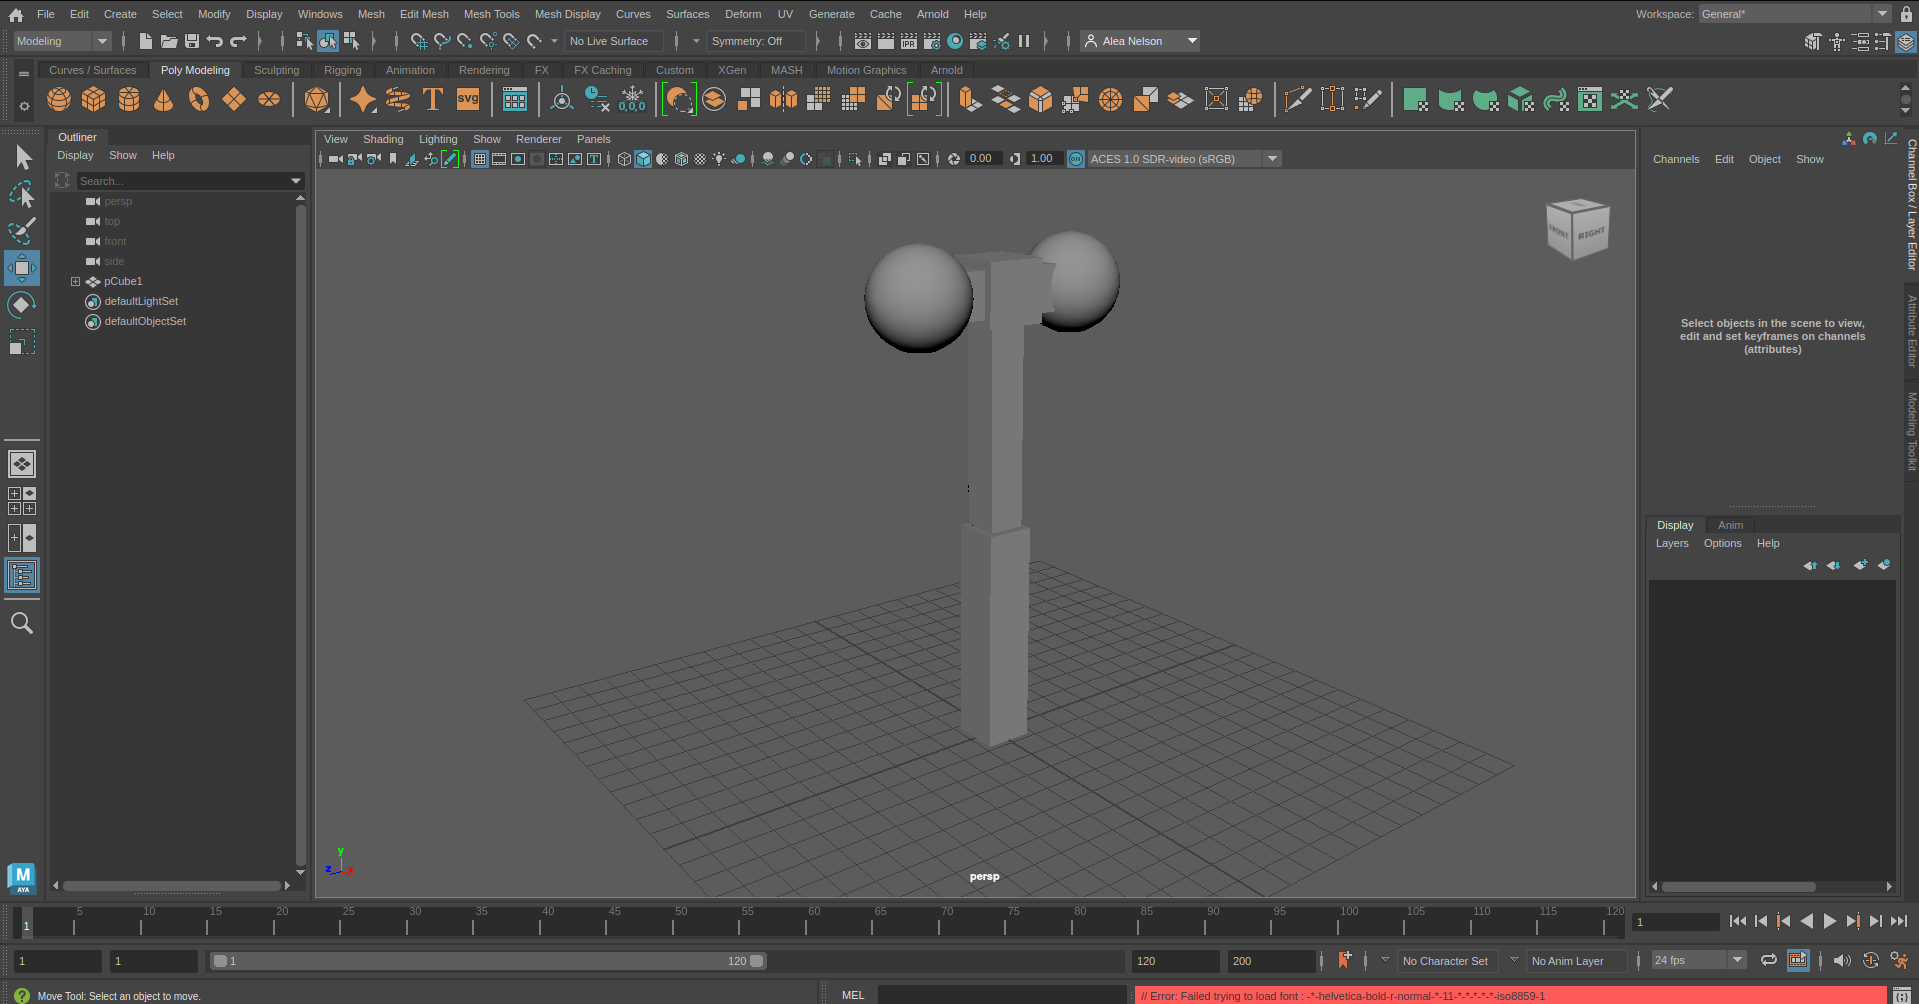 File Edit Create Select Modify Display Windows Mesh Edit Mesh Mesh Tools Mesh Display Curves Surfaces Deform UV Generate Cache Arnold Help Workspace: General*
Modeling No Live Surface Symmetry: Off IPR Alea Nelson
Curves / Surfaces Poly Modeling Sculpting Rigging Animation Rendering FX FX Caching Custom XGen MASH Motion Graphics Arnold
T svg 0,0,0
Outliner
Display Show Help
Search...
persp
top
front
side
pCube1
defaultLightSet
defaultObjectSet
View Shading Lighting Show Renderer Panels
0.00 1.00 ON ACES 1.0 SDR-video (sRGB)
FRONT RIGHT
y
z x
persp
Channels Edit Object Show
Select objects in the scene to view,
edit and set keyframes on channels
(attributes)
Channel Box / Layer Editor
Attribute Editor
Modeling Toolkit
Display Anim
Layers Options Help
M
AYA
1 5 10 15 20 25 30 35 40 45 50 55 60 65 70 75 80 85 90 95 100 105 110 115 120 1
1 1 1 120 120 200 No Character Set No Anim Layer 24 fps
Move Tool: Select an object to move. MEL // Error: Failed trying to load font : -*-helvetica-bold-r-normal-*-11-*-*-*-*-*-iso8859-1